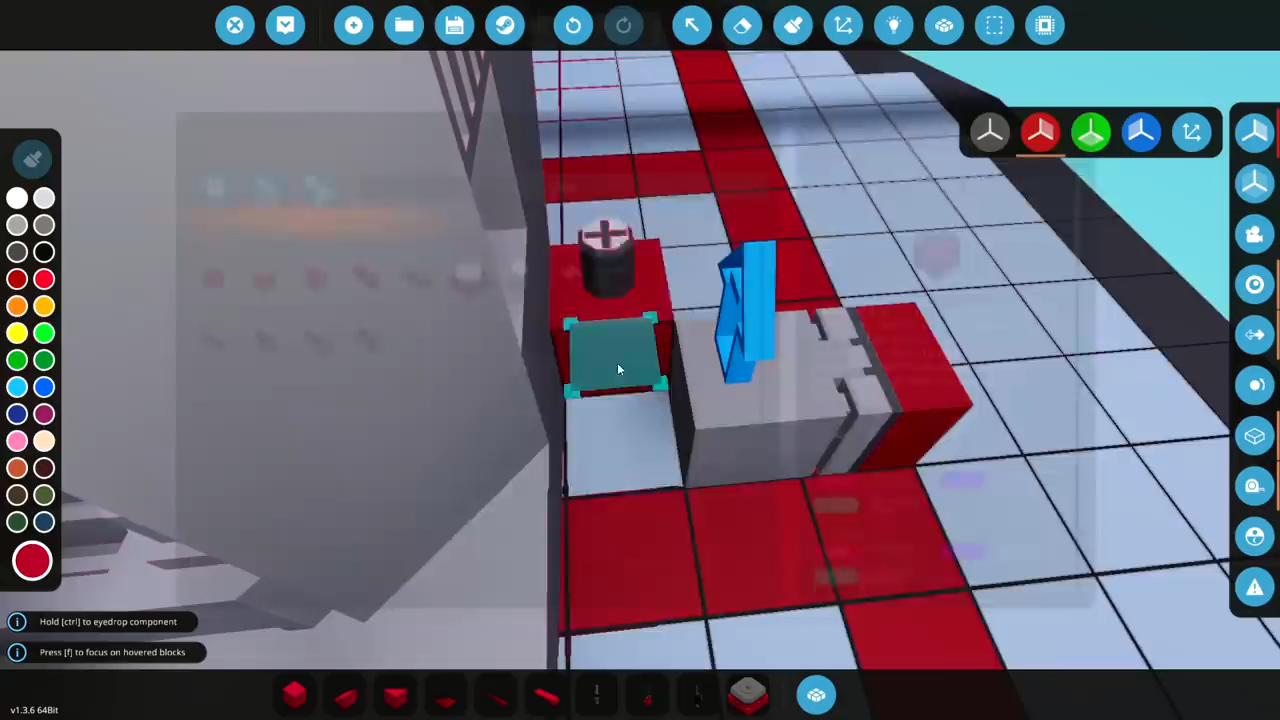 Hold [ctrl] to eyedrop component
Press [f] to focus on hovered blocks
v1.3.6 64Bit